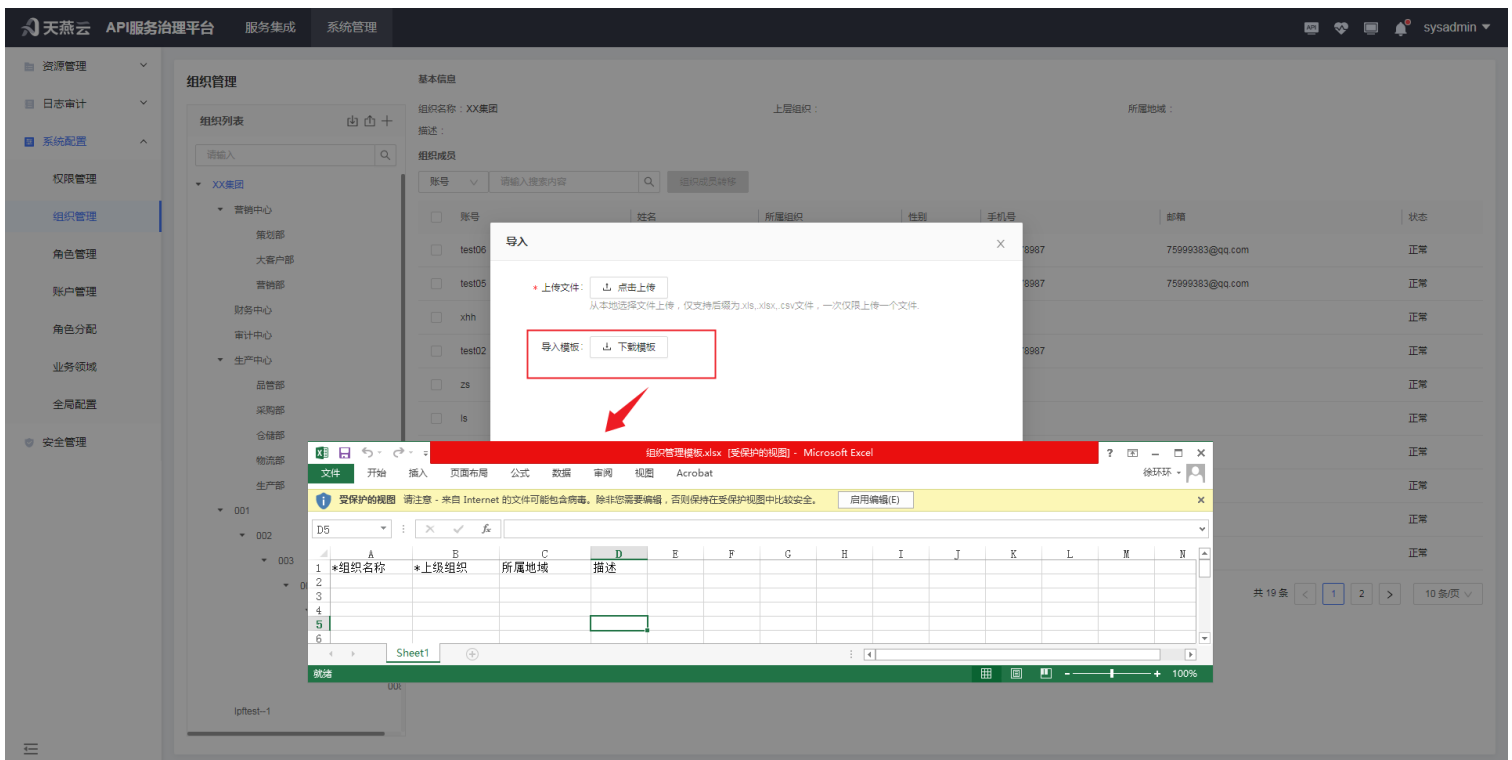 天燕云 API服务治理平台 服务集成 系统管理 sysadmin
资源管理
日志审计
系统配置
权限管理
组织管理
角色管理
账户管理
角色分配
业务领域
全局配置
安全管理
组织管理
组织列表
请输入
XX集团
营销中心
策划部
大客户部
营销部
财务中心
审计中心
生产中心
品管部
采购部
仓储部
物流部
生产部
001
002
003
ipftest--1
基本信息
组织名称：XX集团 上层组织： 所属地域：
描述：
组织成员
账号 请输入搜索内容 组织成员转移
账号 姓名 所属组织 性别 手机号 邮箱 状态
test06 8987 75999383@qq.com 正常
test05 8987 75999383@qq.com 正常
xhh 正常
test02 8987 正常
zs 正常
ls 正常
正常
正常
正常
正常
共 19 条 1 2 10 条/页
导入
* 上传文件: 点击上传
从本地选择文件上传，仅支持后缀为.xls,.xlsx,.csv文件，一次仅限上传一个文件.
导入模板: 下载模板
组织管理模板.xlsx [受保护的视图] - Microsoft Excel
文件 开始 插入 页面布局 公式 数据 审阅 视图 Acrobat 徐环环
受保护的视图 请注意 - 来自 Internet 的文件可能包含病毒。除非您需要编辑，否则保持在受保护视图中比较安全。 启用编辑(E)
D5 fx
A B C D E F G H I J K L M N
1 *组织名称 *上级组织 所属地域 描述
2
3
4
5
6
Sheet1
就绪 100%